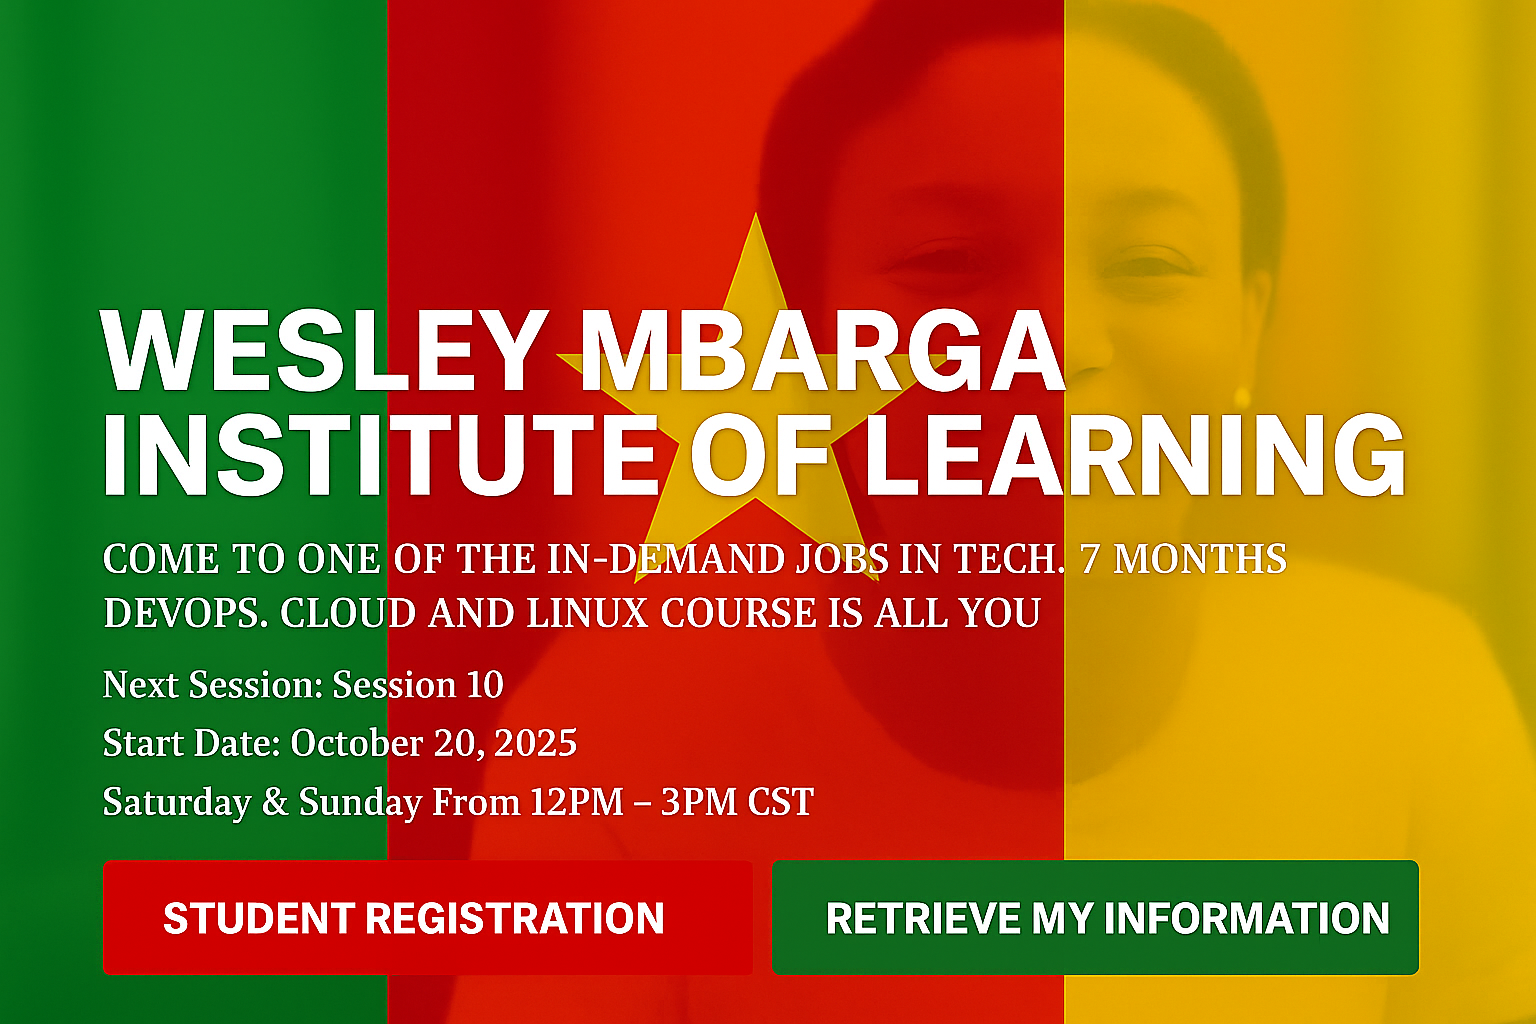 WESLEY MBARGA
INSTITUTE OF LEARNING
COME TO ONE OF THE IN-DEMAND JOBS IN TECH. 7 MONTHS
DEVOPS. CLOUD AND LINUX COURSE IS ALL YOU
Next Session: Session 10
Start Date: October 20, 2025
Saturday & Sunday From 12PM – 3PM CST
STUDENT REGISTRATION
RETRIEVE MY INFORMATION